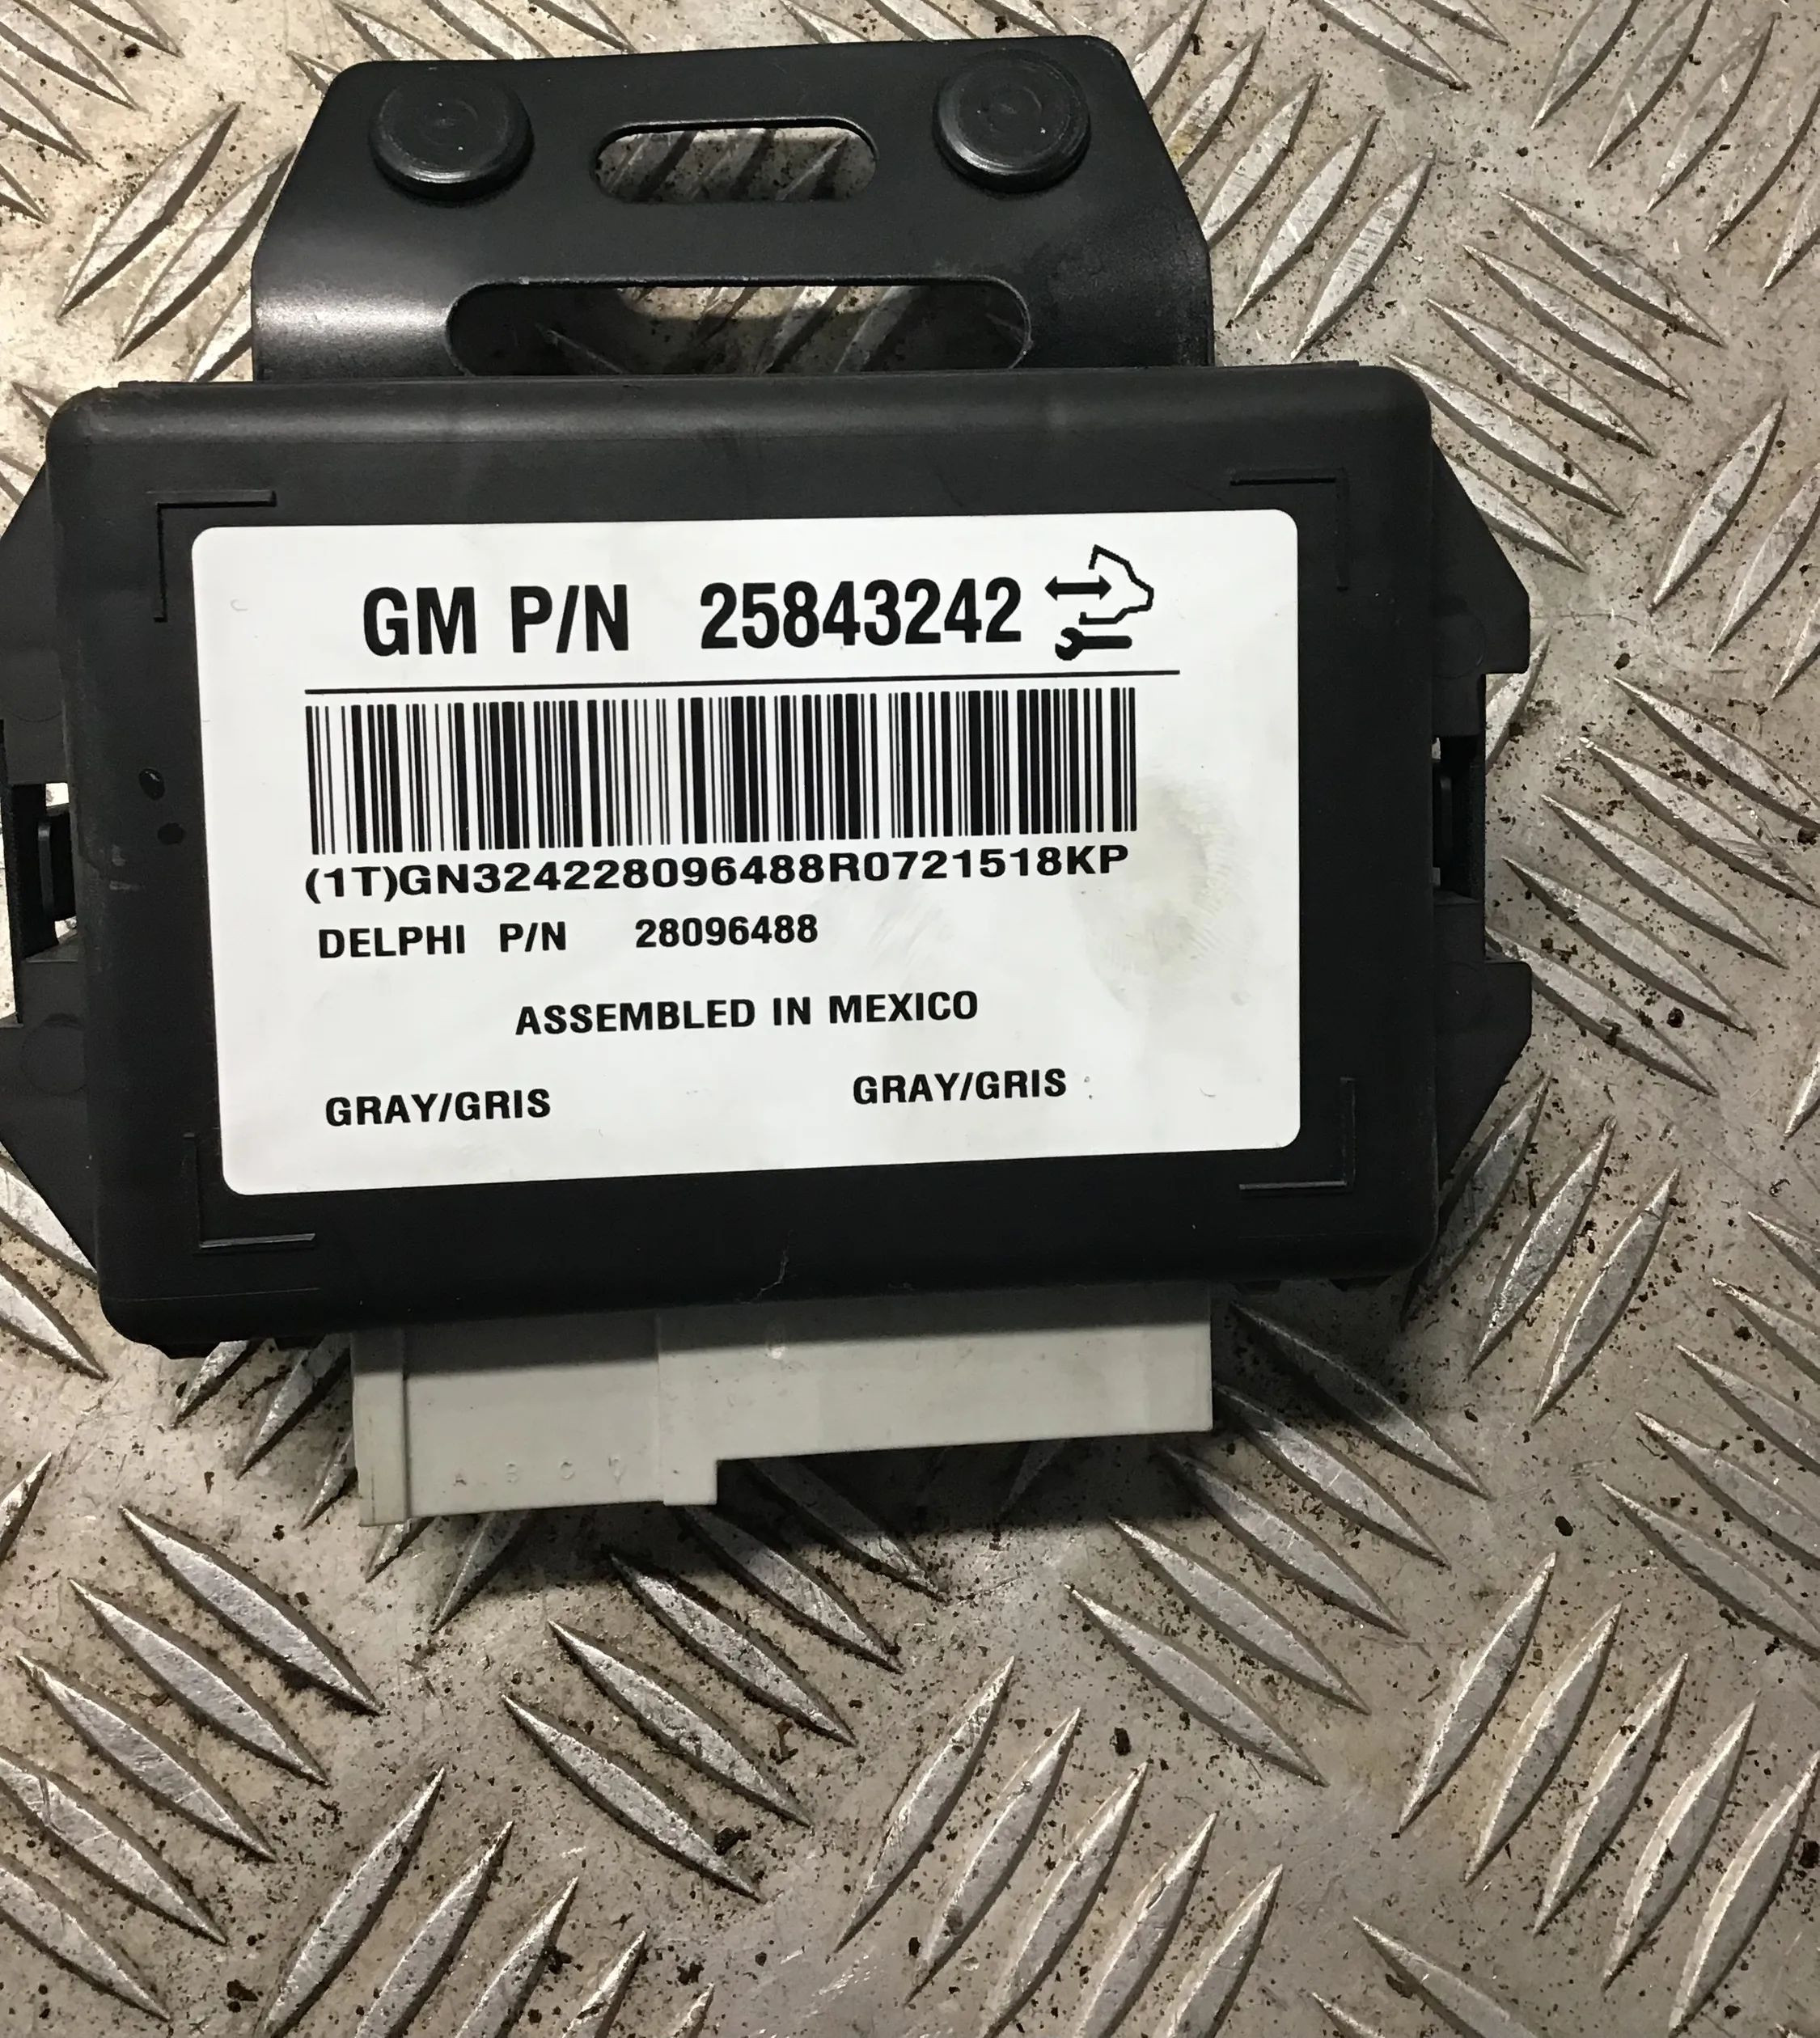 GM P/N 25843242
(1T)GN324228096488R0721518KP
DELPHI P/N 28096488
ASSEMBLED IN MEXICO
GRAY/GRIS GRAY/GRIS
A B C